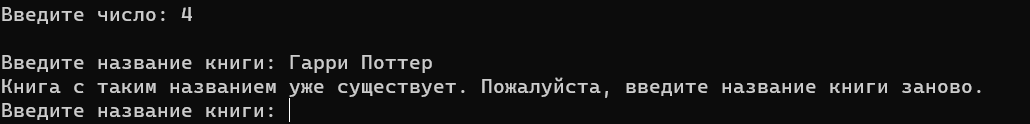 Введите число: 4
Введите название книги: Гарри Поттер
Книга с таким названием уже существует. Пожалуйста, введите название книги заново.
Введите название книги: